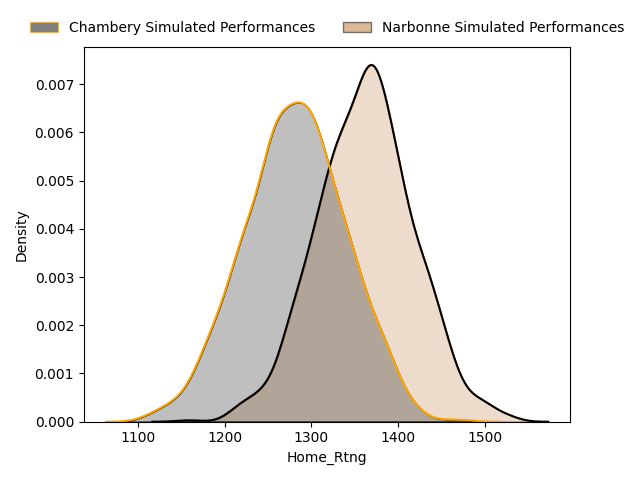 Chambery Simulated Performances Narbonne Simulated Performances
0.007
0.006
0.005
0.004
0.003
0.002
0.001
0.000
Density
1100 1200 1300 1400 1500
Home_Rtng